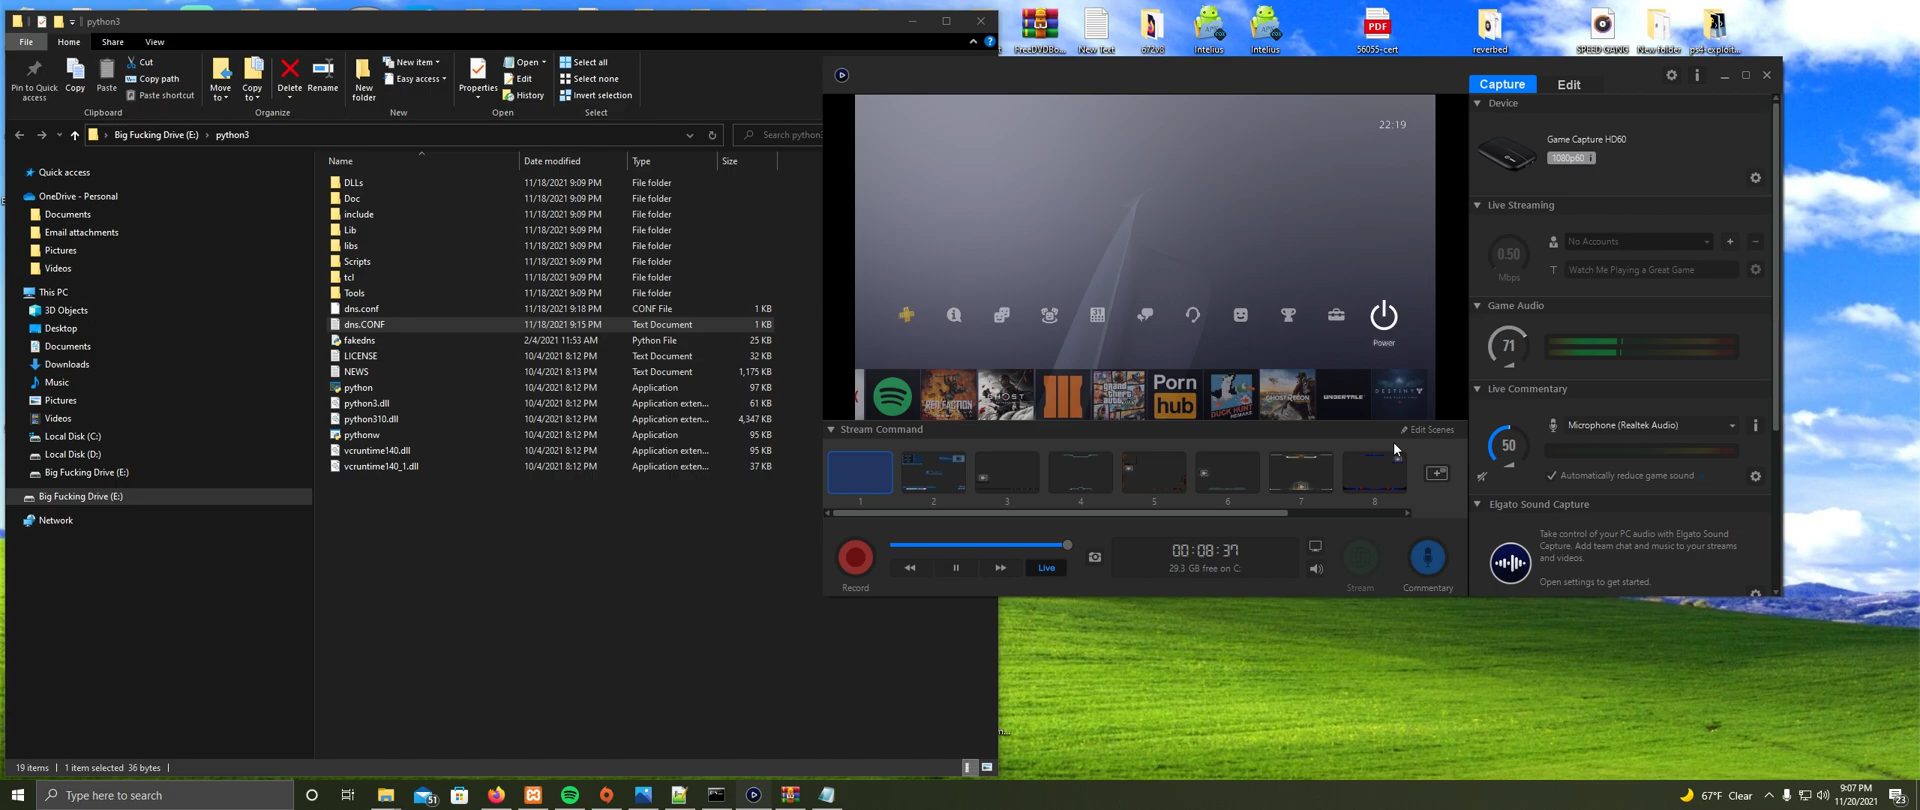 python3
File Home Share View
Pin to Quick access
Copy
Paste
Cut
Copy path
Paste shortcut
Clipboard
Move to
Copy to
Delete
Rename
Organize
New folder
New item
Easy access
New
Properties
Open
Edit
History
Open
Select all
Select none
Invert selection
Select
Big Fucking Drive (E:) > python3
Search python
Name Date modified Type Size
Quick access
OneDrive - Personal
Documents
Email attachments
Pictures
Videos
This PC
3D Objects
Desktop
Documents
Downloads
Music
Pictures
Videos
Local Disk (C:)
Local Disk (D:)
Big Fucking Drive (E:)
Big Fucking Drive (E:)
Network
DLLs 11/18/2021 9:09 PM File folder
Doc 11/18/2021 9:09 PM File folder
include 11/18/2021 9:09 PM File folder
Lib 11/18/2021 9:09 PM File folder
libs 11/18/2021 9:09 PM File folder
Scripts 11/18/2021 9:09 PM File folder
tcl 11/18/2021 9:09 PM File folder
Tools 11/18/2021 9:09 PM File folder
dns.conf 11/18/2021 9:18 PM CONF File 1 KB
dns.CONF 11/18/2021 9:15 PM Text Document 1 KB
fakedns 2/4/2021 11:53 AM Python File 25 KB
LICENSE 10/4/2021 8:12 PM Text Document 32 KB
NEWS 10/4/2021 8:13 PM Text Document 1,175 KB
python 10/4/2021 8:12 PM Application 97 KB
python3.dll 10/4/2021 8:12 PM Application exten... 61 KB
python310.dll 10/4/2021 8:12 PM Application exten... 4,347 KB
pythonw 10/4/2021 8:12 PM Application 95 KB
vcruntime140.dll 10/4/2021 8:12 PM Application exten... 95 KB
vcruntime140_1.dll 10/4/2021 8:12 PM Application exten... 37 KB
19 items 1 item selected 36 bytes
FreeDVDBo...
New Text
672v8
Intelius
Intelius
PDF
56055-cert
reverbed
SPEED GANG
New folder
ps4-exploit...
Capture Edit
Device
Game Capture HD60
1080p60 i
Live Streaming
0.50
Mbps
No Accounts
Watch Me Playing a Great Game
Game Audio
71
Live Commentary
50
Microphone (Realtek Audio)
Automatically reduce game sound
Elgato Sound Capture
Take control of your PC audio with Elgato Sound
Capture. Add team chat and music to your streams
and videos.
Open settings to get started.
22:19
Power
RED FACTION
GHOST
III
grand theft auto
Porn hub
DUCK HUNT
GHOST RECON
UNDERTALE
DESTINY
Stream Command
Edit Scenes
1 2 3 4 5 6 7 8
Record
Live
00:08:37
29.3 GB free on C:
Stream
Commentary
Type here to search
51
67°F Clear
9:07 PM
11/20/2021
23